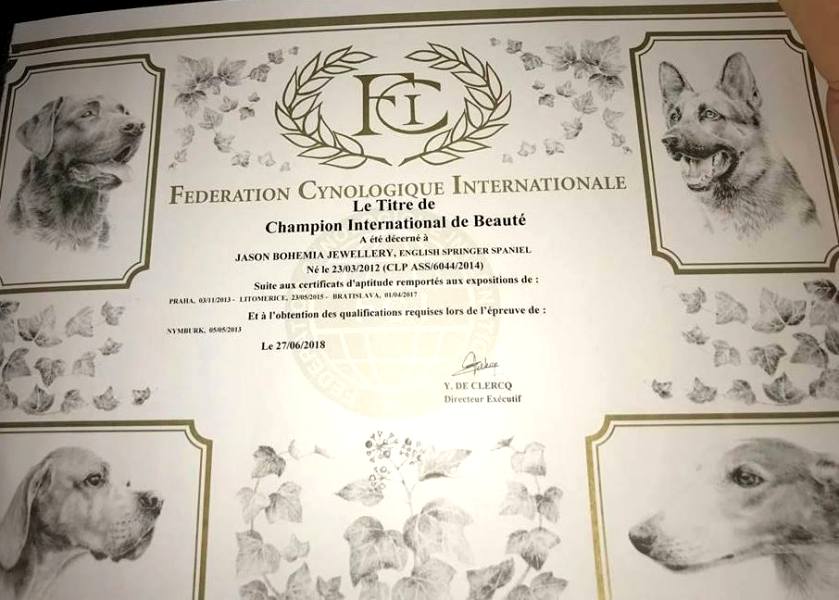 FCI
FEDERATION CYNOLOGIQUE INTERNATIONALE
Le Titre de
Champion International de Beauté
A été décerné à
JASON BOHEMIA JEWELLERY, ENGLISH SPRINGER SPANIEL
Né le 23/03/2012 (CLP ASS/6044/2014)
Suite aux certificats d'aptitude remportés aux expositions de :
PRAHA, 03/11/2013 - LITOMERICE, 23/05/2015 - BRATISLAVA, 01/04/2017
Et à l'obtention des qualifications requises lors de l'épreuve de :
NYMBURK, 05/05/2013
Le 27/06/2018
Y. DE CLERCQ
Directeur Exécutif